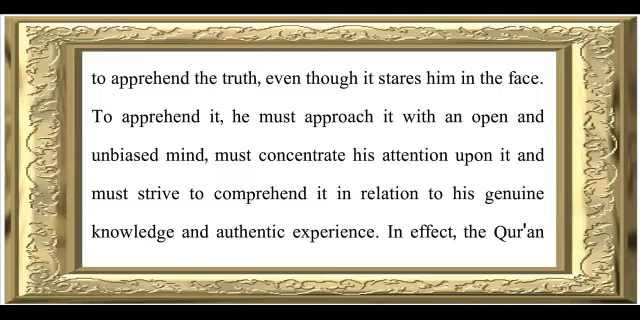 to apprehend the truth, even though it stares him in the face.
To apprehend it, he must approach it with an open and
unbiased mind, must concentrate his attention upon it and
must strive to comprehend it in relation to his genuine
knowledge and authentic experience. In effect, the Qur'an